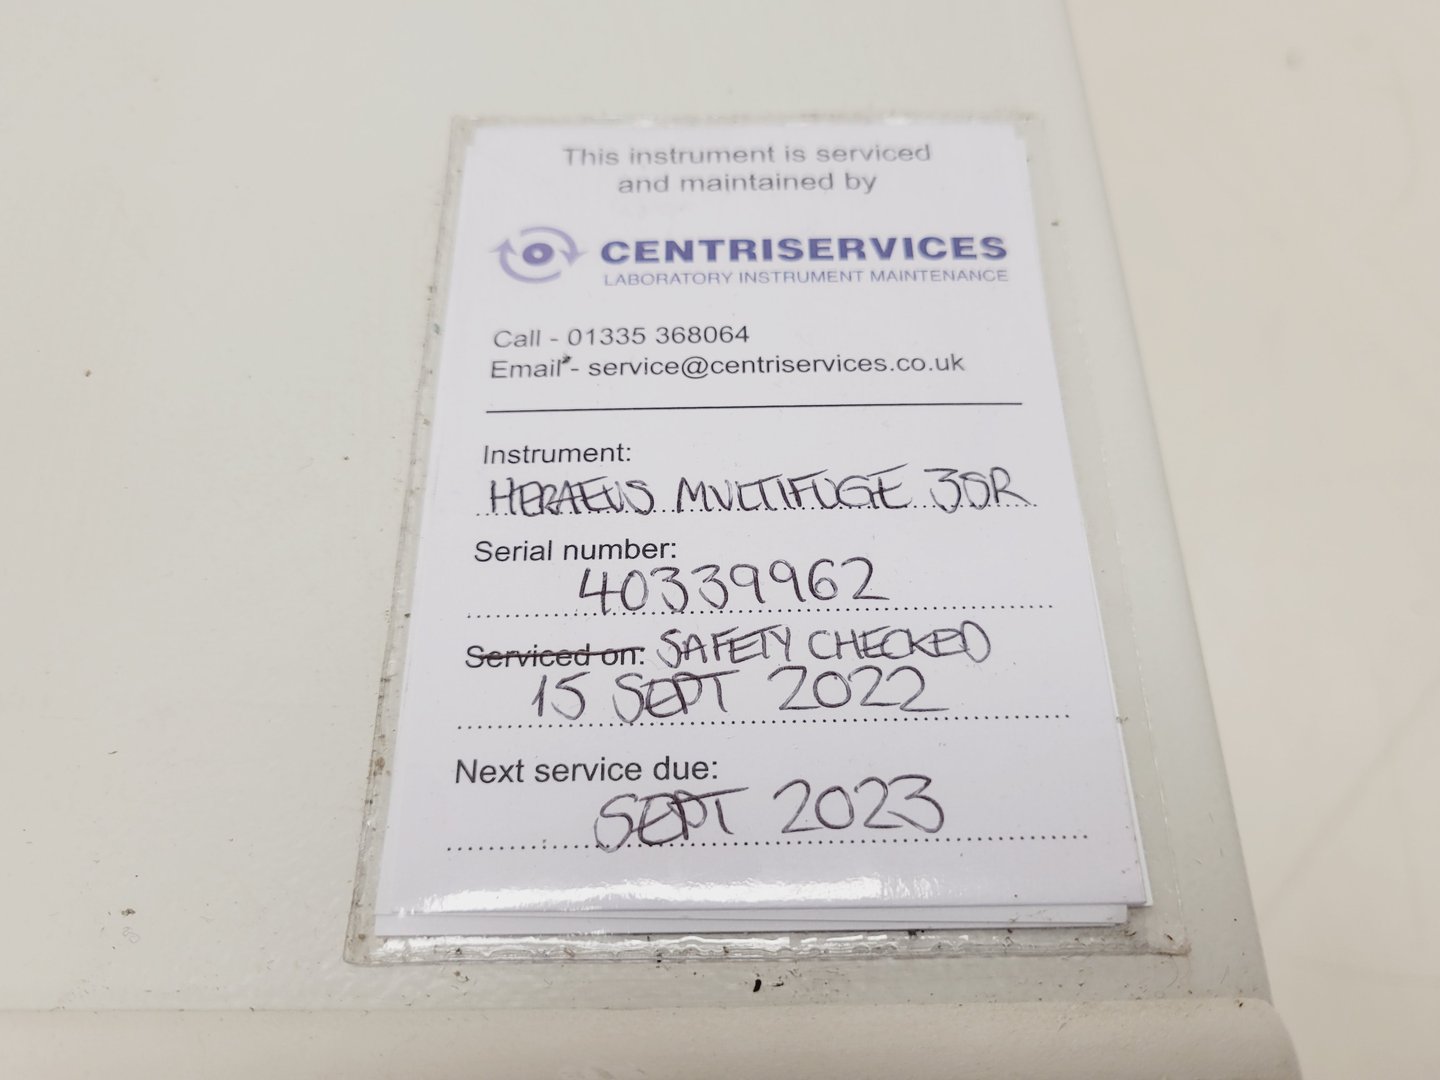 This instrument is serviced
and maintained by
CENTRISERVICES
LABORATORY INSTRUMENT MAINTENANCE
Call - 01335 368064
Email - service@centriservices.co.uk
Instrument:
HERAEUS MULTIFUGE 3SR
Serial number:
40339962
Serviced on: SAFETY CHECKED
15 SEPT 2022
Next service due:
SEPT 2023